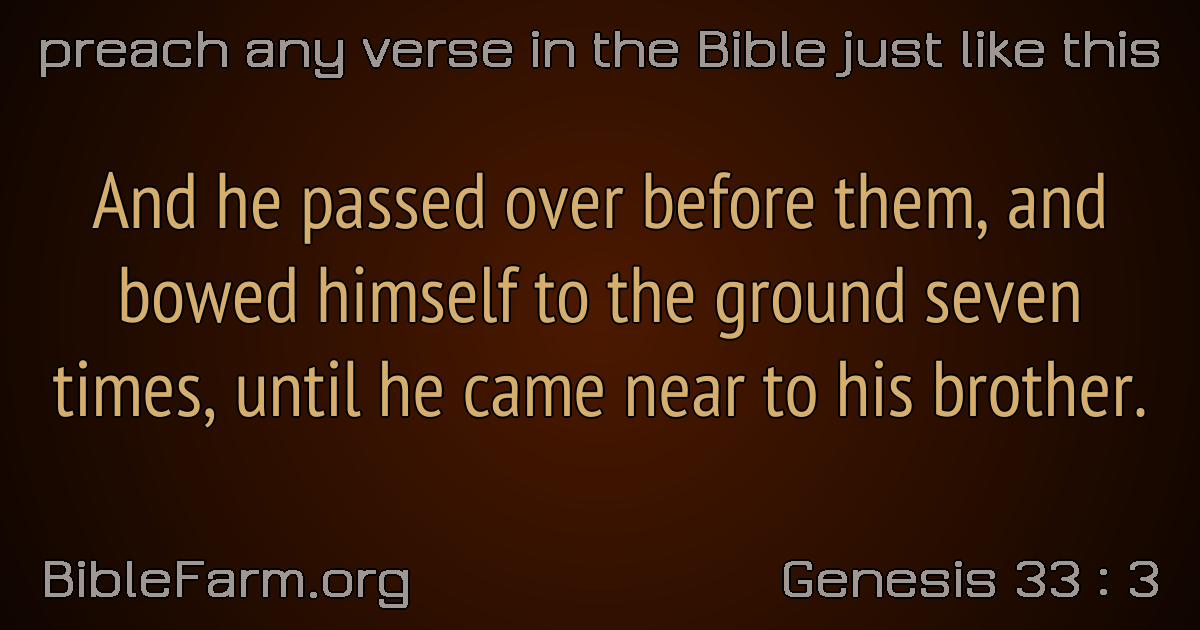 preach any verse in the Bible just like this
And he passed over before them, and
bowed himself to the ground seven
times, until he came near to his brother.
BibleFarm.org
Genesis 33 : 3